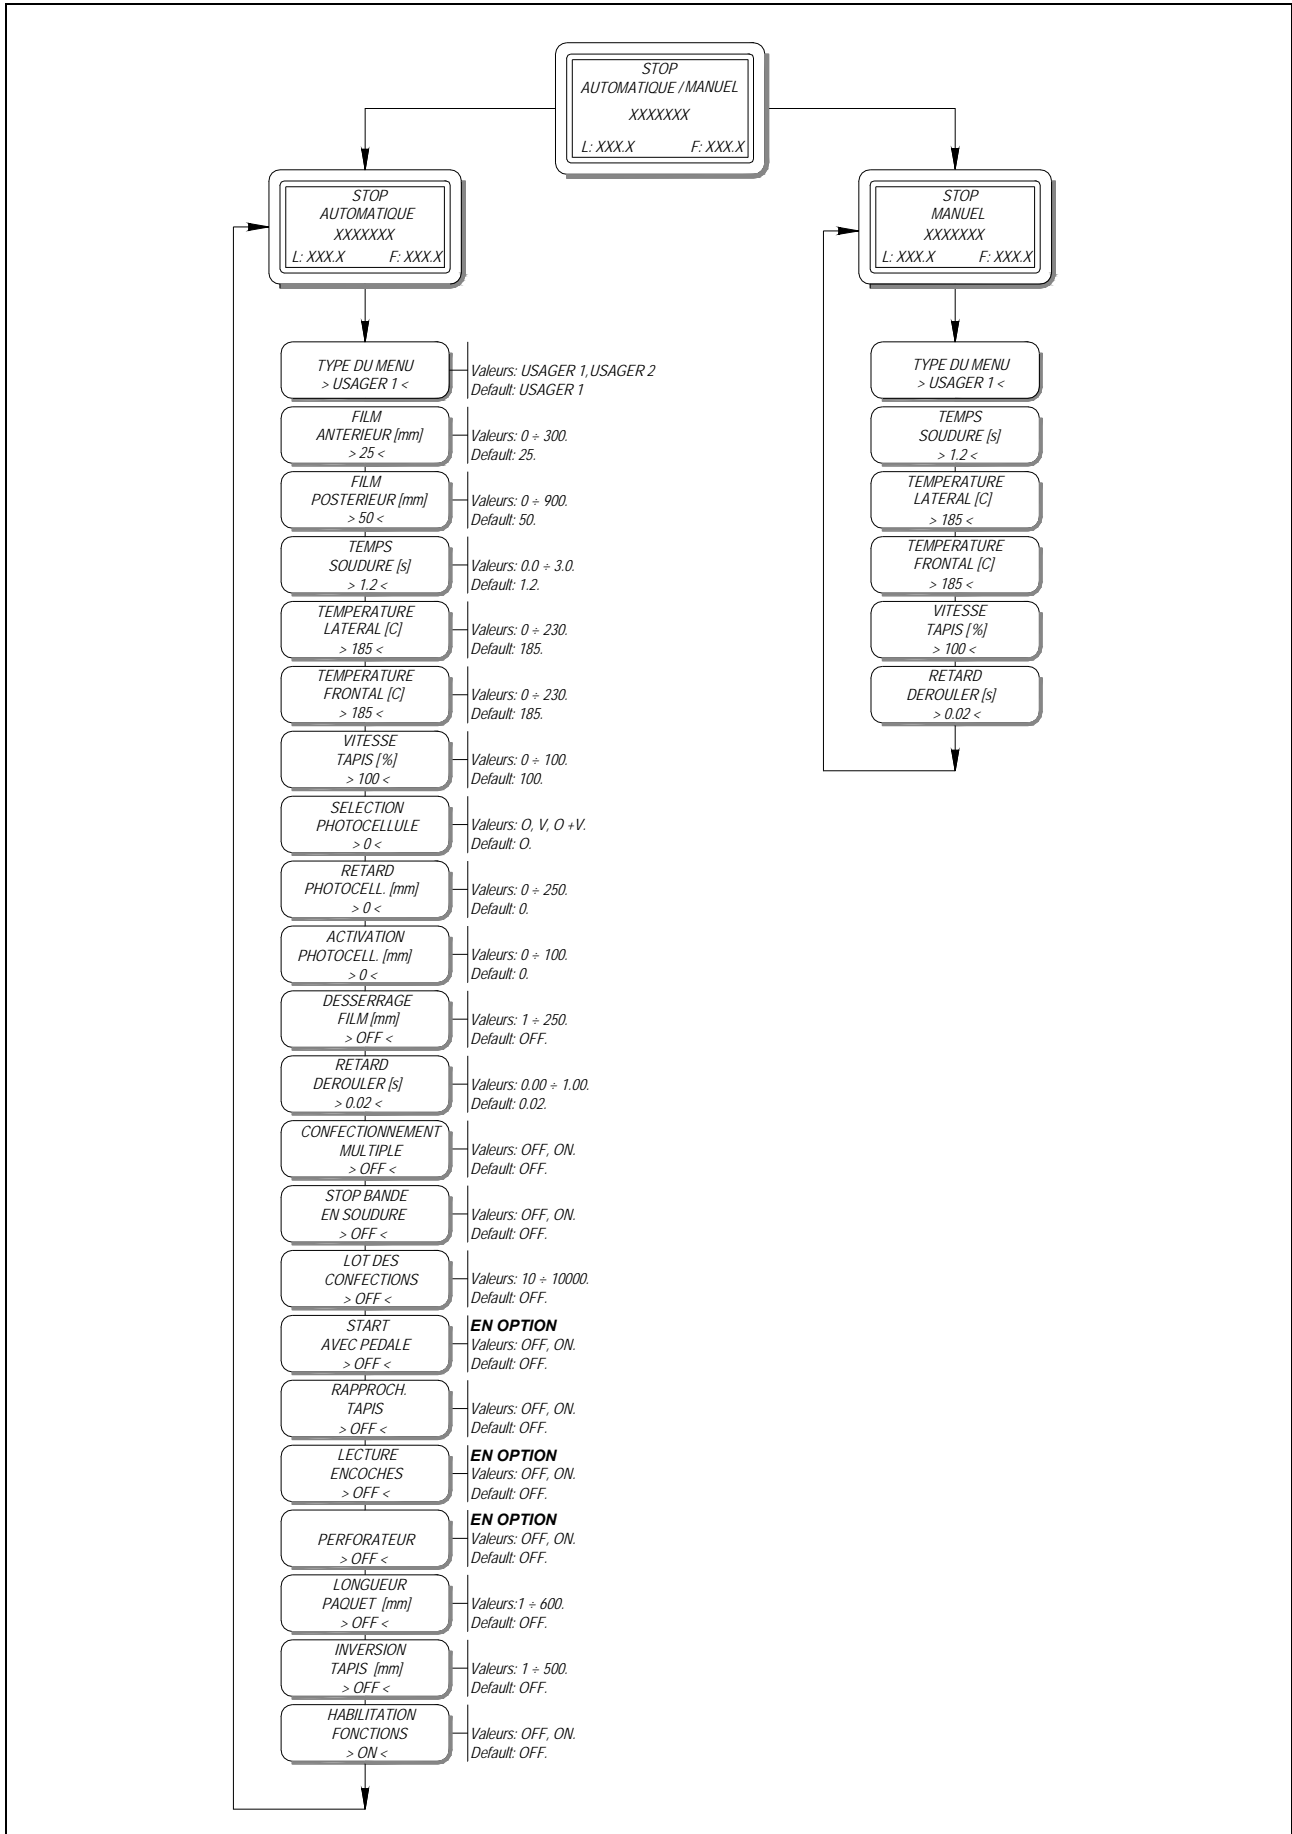 STOP
AUTOMATIQUE / MANUEL
XXXXXXX
L: XXX.X F: XXX.X
STOP
AUTOMATIQUE
XXXXXXX
L: XXX.X F: XXX.X
TYPE DU MENU
> USAGER 1 <
Valeurs: USAGER 1,USAGER 2
Default: USAGER 1
FILM
ANTERIEUR [mm]
> 25 <
Valeurs: 0 ÷ 300.
Default: 25.
FILM
POSTERIEUR [mm]
> 50 <
Valeurs: 0 ÷ 900.
Default: 50.
TEMPS
SOUDURE [s]
> 1.2 <
Valeurs: 0.0 ÷ 3.0.
Default: 1.2.
TEMPERATURE
LATERAL [C]
> 185 <
Valeurs: 0 ÷ 230.
Default: 185.
TEMPERATURE
FRONTAL [C]
> 185 <
Valeurs: 0 ÷ 230.
Default: 185.
VITESSE
TAPIS [%]
> 100 <
Valeurs: 0 ÷ 100.
Default: 100.
SELECTION
PHOTOCELLULE
> 0 <
Valeurs: O, V, O +V.
Default: O.
RETARD
PHOTOCELL. [mm]
> 0 <
Valeurs: 0 ÷ 250.
Default: 0.
ACTIVATION
PHOTOCELL. [mm]
> 0 <
Valeurs: 0 ÷ 100.
Default: 0.
DESSERRAGE
FILM [mm]
> OFF <
Valeurs: 1 ÷ 250.
Default: OFF.
RETARD
DEROULER [s]
> 0.02 <
Valeurs: 0.00 ÷ 1.00.
Default: 0.02.
CONFECTIONNEMENT
MULTIPLE
> OFF <
Valeurs: OFF, ON.
Default: OFF.
STOP BANDE
EN SOUDURE
> OFF <
Valeurs: OFF, ON.
Default: OFF.
LOT DES
CONFECTIONS
> OFF <
Valeurs: 10 ÷ 10000.
Default: OFF.
START
AVEC PEDALE
> OFF <
EN OPTION
Valeurs: OFF, ON.
Default: OFF.
RAPPROCH.
TAPIS
> OFF <
Valeurs: OFF, ON.
Default: OFF.
LECTURE
ENCOCHES
> OFF <
EN OPTION
Valeurs: OFF, ON.
Default: OFF.
PERFORATEUR
> OFF <
EN OPTION
Valeurs: OFF, ON.
Default: OFF.
LONGUEUR
PAQUET [mm]
> OFF <
Valeurs:1 ÷ 600.
Default: OFF.
INVERSION
TAPIS [mm]
> OFF <
Valeurs: 1 ÷ 500.
Default: OFF.
HABILITATION
FONCTIONS
> ON <
Valeurs: OFF, ON.
Default: OFF.
STOP
MANUEL
XXXXXXX
L: XXX.X F: XXX.X
TYPE DU MENU
> USAGER 1 <
TEMPS
SOUDURE [s]
> 1.2 <
TEMPERATURE
LATERAL [C]
> 185 <
TEMPERATURE
FRONTAL [C]
> 185 <
VITESSE
TAPIS [%]
> 100 <
RETARD
DEROULER [s]
> 0.02 <